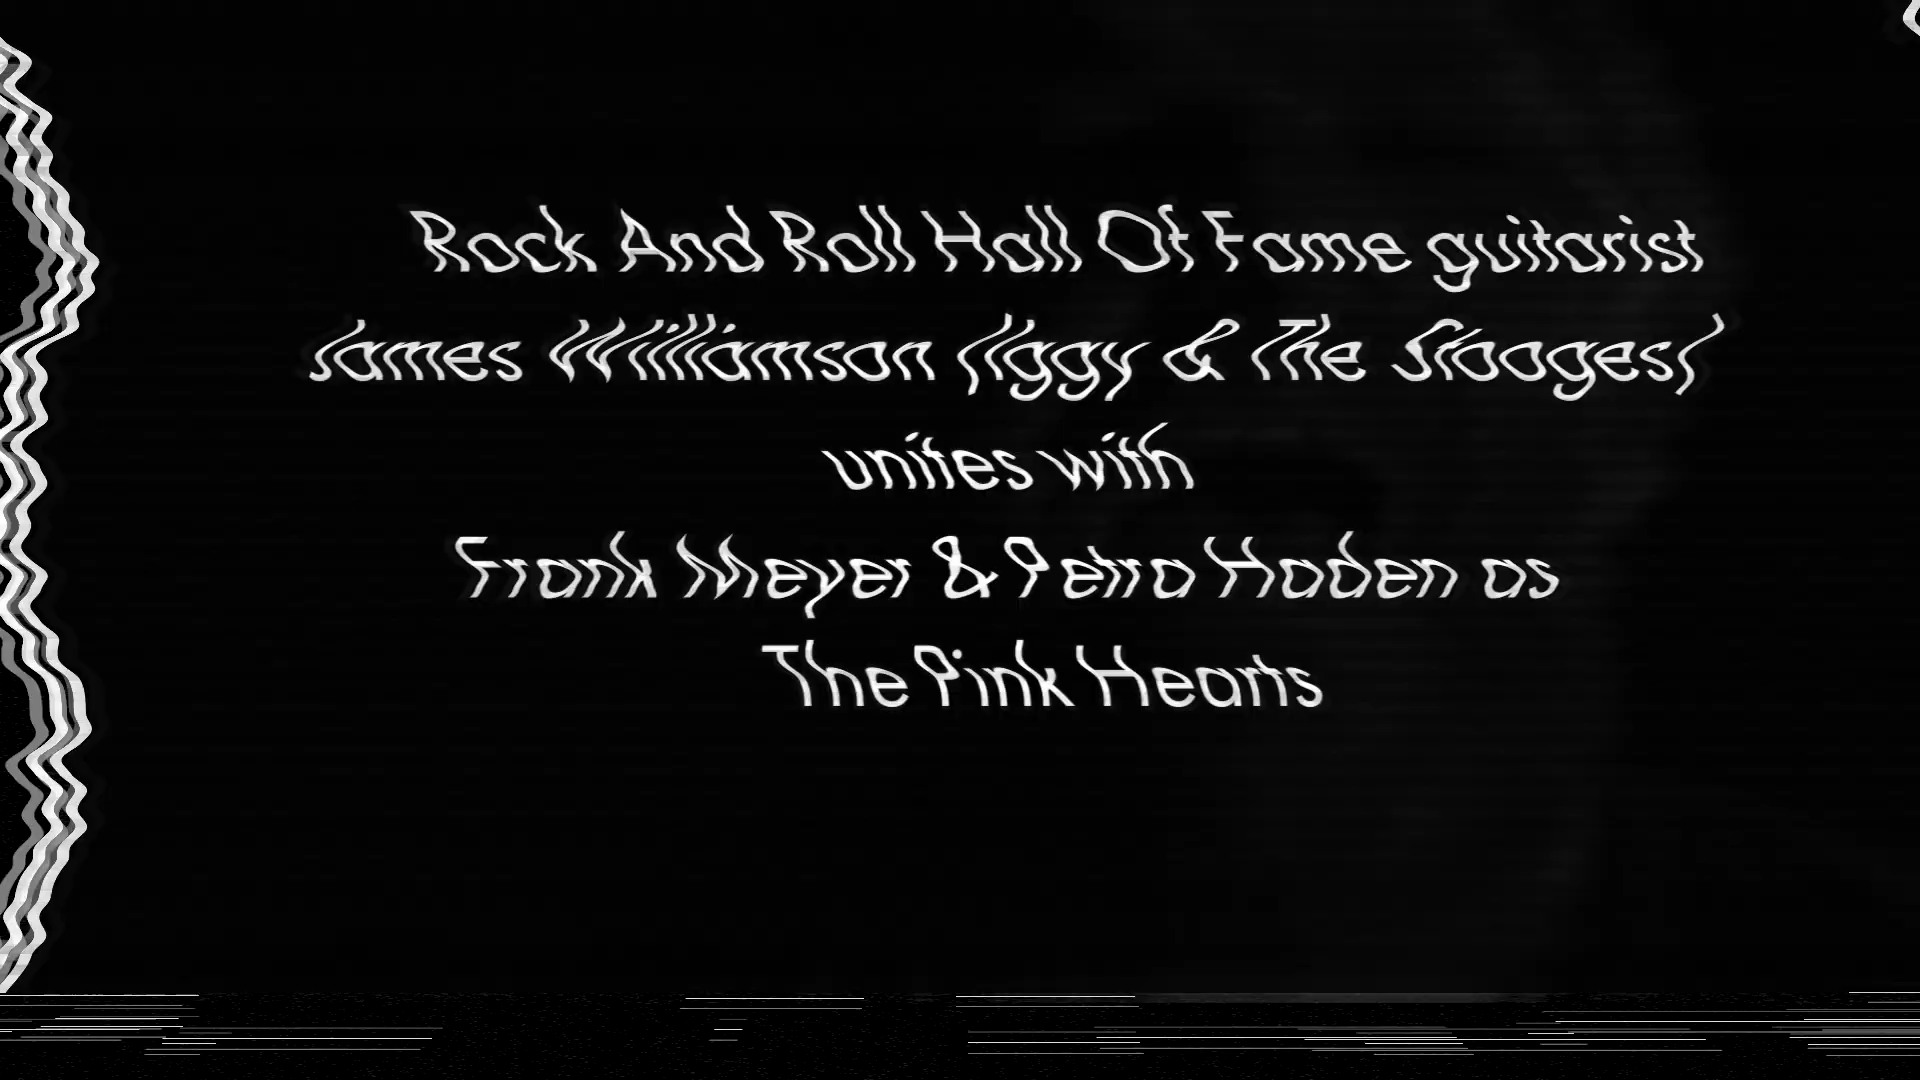 Rock And Roll Hall Of Fame guitarist
James Williamson (Iggy & The Stooges)
unites with
Frank Meyer & Petra Haden as
The Pink Hearts